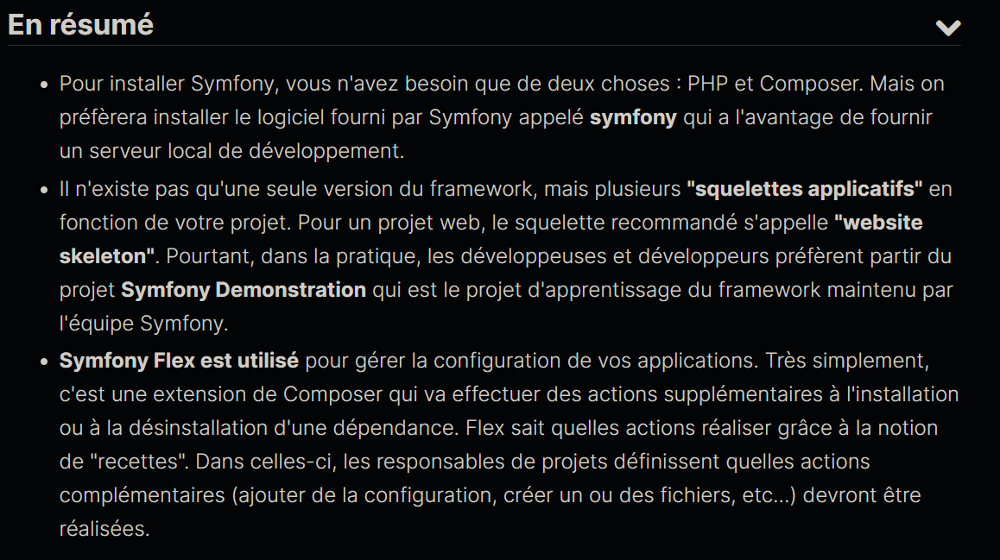 En résumé
Pour installer Symfony, vous n'avez besoin que de deux choses : PHP et Composer. Mais on
préfèrera installer le logiciel fourni par Symfony appelé symfony qui a l'avantage de fournir
un serveur local de développement.
Il n'existe pas qu'une seule version du framework, mais plusieurs "squelettes applicatifs" en
fonction de votre projet. Pour un projet web, le squelette recommandé s'appelle "website
skeleton". Pourtant, dans la pratique, les développeuses et développeurs préfèrent partir du
projet Symfony Demonstration qui est le projet d'apprentissage du framework maintenu par
l'équipe Symfony.
Symfony Flex est utilisé pour gérer la configuration de vos applications. Très simplement,
c'est une extension de Composer qui va effectuer des actions supplémentaires à l'installation
ou à la désinstallation d'une dépendance. Flex sait quelles actions réaliser grâce à la notion
de "recettes". Dans celles-ci, les responsables de projets définissent quelles actions
complémentaires (ajouter de la configuration, créer un ou des fichiers, etc...) devront être
réalisées.